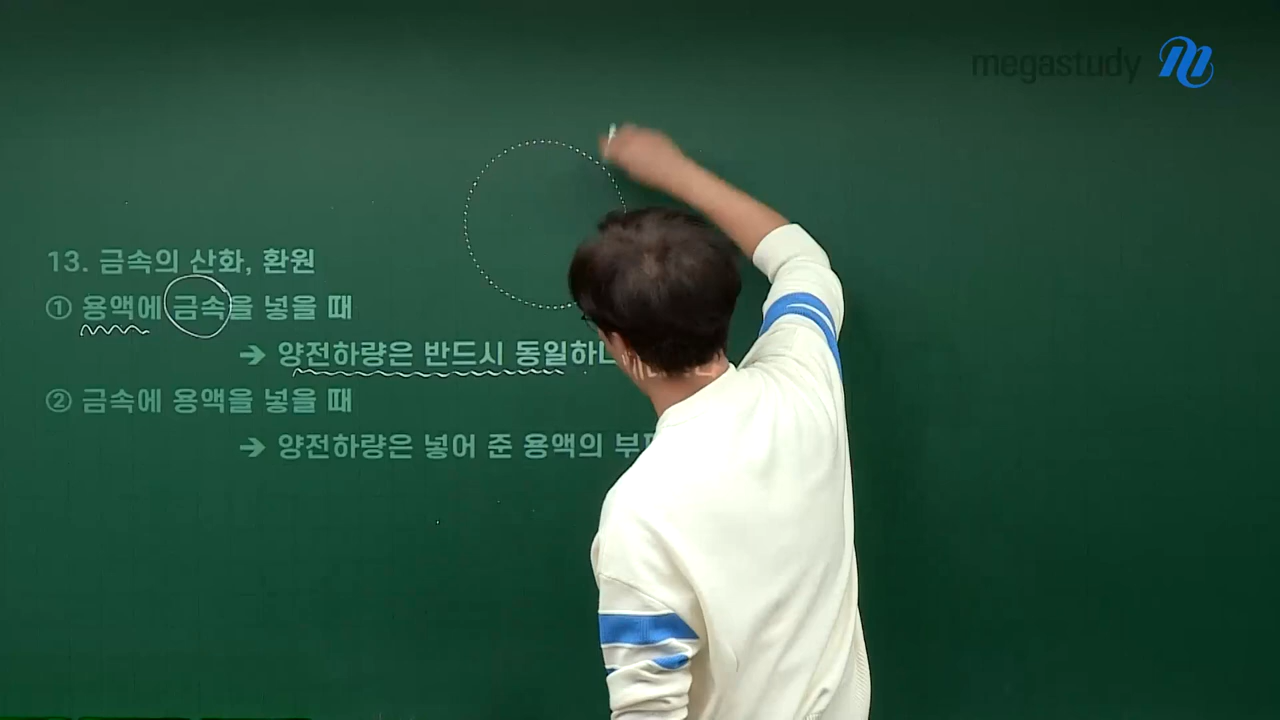 megastudy
13. 금속의 산화, 환원
① 용액에 금속을 넣을 때
➔ 양전하량은 반드시 동일하
② 금속에 용액을 넣을 때
➔ 양전하량은 넣어 준 용액의